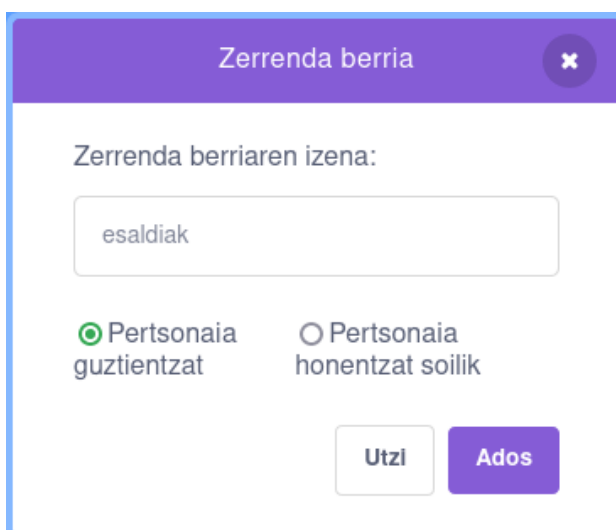 Zerrenda berria
Zerrenda berriaren izena:
esaldiak
Pertsonaia guztientzat
Pertsonaia honentzat soilik
Utzi
Ados